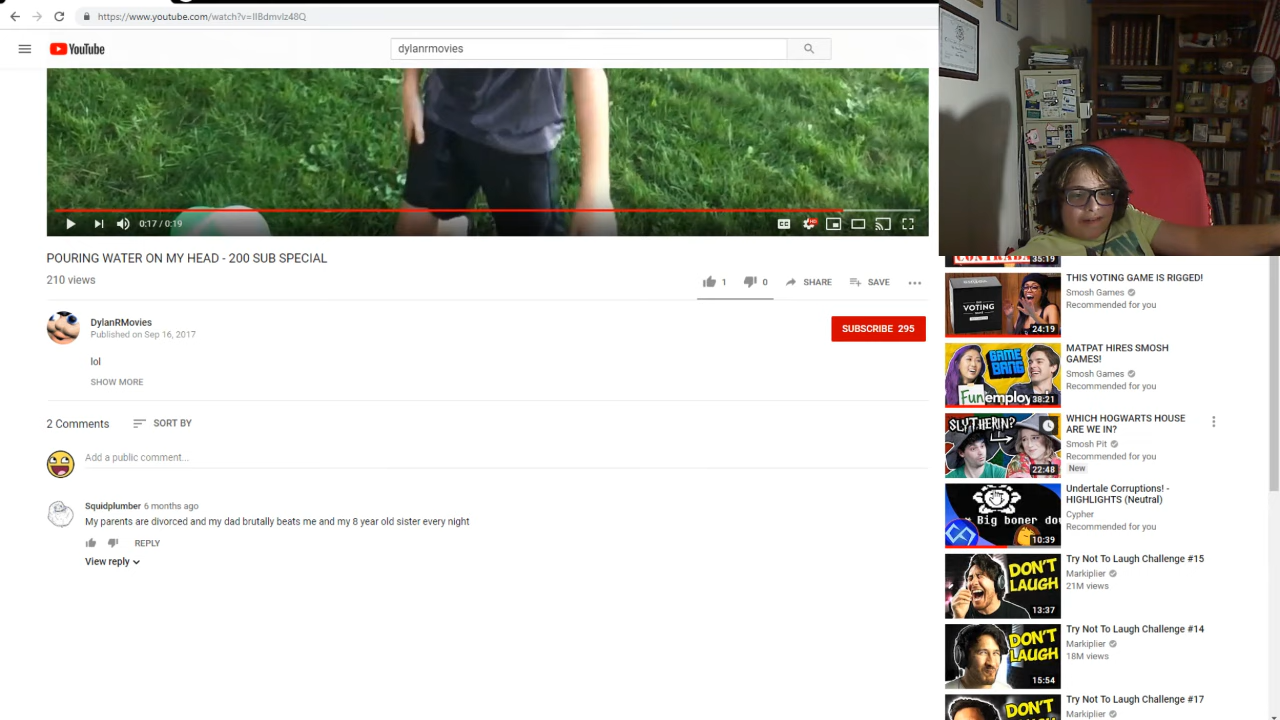 https://www.youtube.com/watch?v=IIBdmvIz48Q
YouTube
dylanrmovies
0:17 / 0:19
CC
HD
POURING WATER ON MY HEAD - 200 SUB SPECIAL
210 views
1
0
SHARE
SAVE
DylanRMovies
Published on Sep 16, 2017
SUBSCRIBE 295
lol
SHOW MORE
2 Comments
SORT BY
Add a public comment...
Squidplumber 6 months ago
My parents are divorced and my dad brutally beats me and my 8 year old sister every night
REPLY
View reply
35:19
THE VOTING GAME
24:19
THIS VOTING GAME IS RIGGED!
Smosh Games
Recommended for you
GAME BANG
Funemploy
38:21
MATPAT HIRES SMOSH
GAMES!
Smosh Games
Recommended for you
SLYTHERIN?
22:48
WHICH HOGWARTS HOUSE
ARE WE IN?
Smosh Pit
Recommended for you
New
Big boner do
10:39
Undertale Corruptions! -
HIGHLIGHTS (Neutral)
Cypher
Recommended for you
DON'T
LAUGH
13:37
Try Not To Laugh Challenge #15
Markiplier
21M views
DON'T
LAUGH
15:54
Try Not To Laugh Challenge #14
Markiplier
18M views
DON'T
Try Not To Laugh Challenge #17
Markiplier